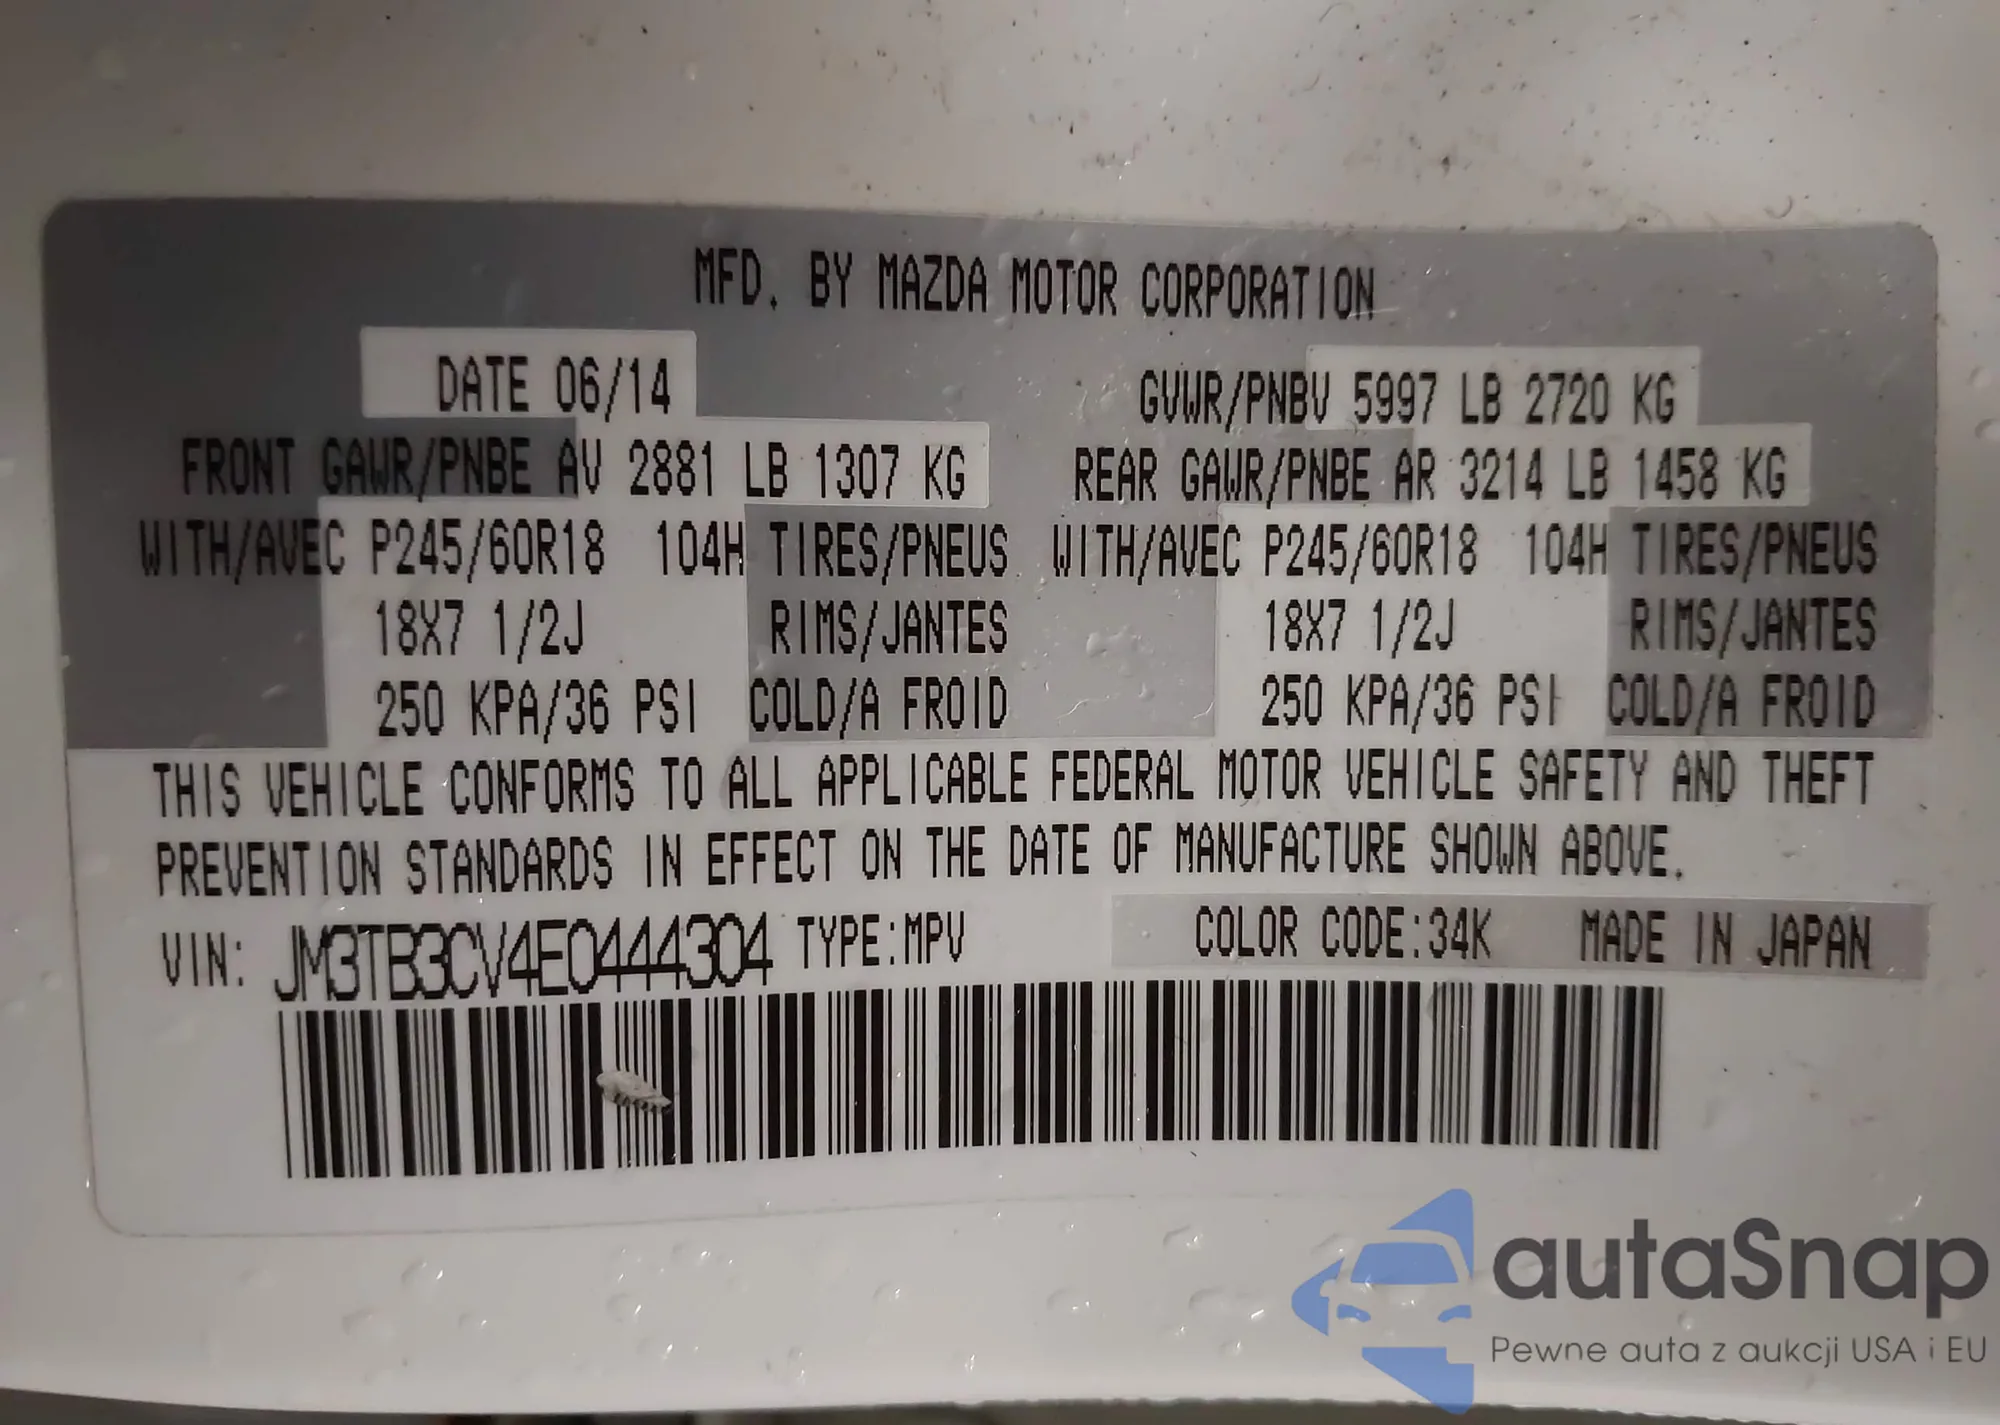 MFD. BY MAZDA MOTOR CORPORATION
DATE 06/14 GVWR/PNBV 5997 LB 2720 KG
FRONT GAWR/PNBE AV 2881 LB 1307 KG REAR GAWR/PNBE AR 3214 LB 1458 KG
WITH/AVEC P245/60R18 104H TIRES/PNEUS WITH/AVEC P245/60R18 104H TIRES/PNEUS
18X7 1/2J RIMS/JANTES 18X7 1/2J RIMS/JANTES
250 KPA/36 PSI COLD/A FROID 250 KPA/36 PSI COLD/A FROID
THIS VEHICLE CONFORMS TO ALL APPLICABLE FEDERAL MOTOR VEHICLE SAFETY AND THEFT
PREVENTION STANDARDS IN EFFECT ON THE DATE OF MANUFACTURE SHOWN ABOVE.
VIN: JM3TB3CV4E0444304 TYPE:MPV COLOR CODE:34K MADE IN JAPAN
autaSnap
Pewne auta z aukcji USA i EU